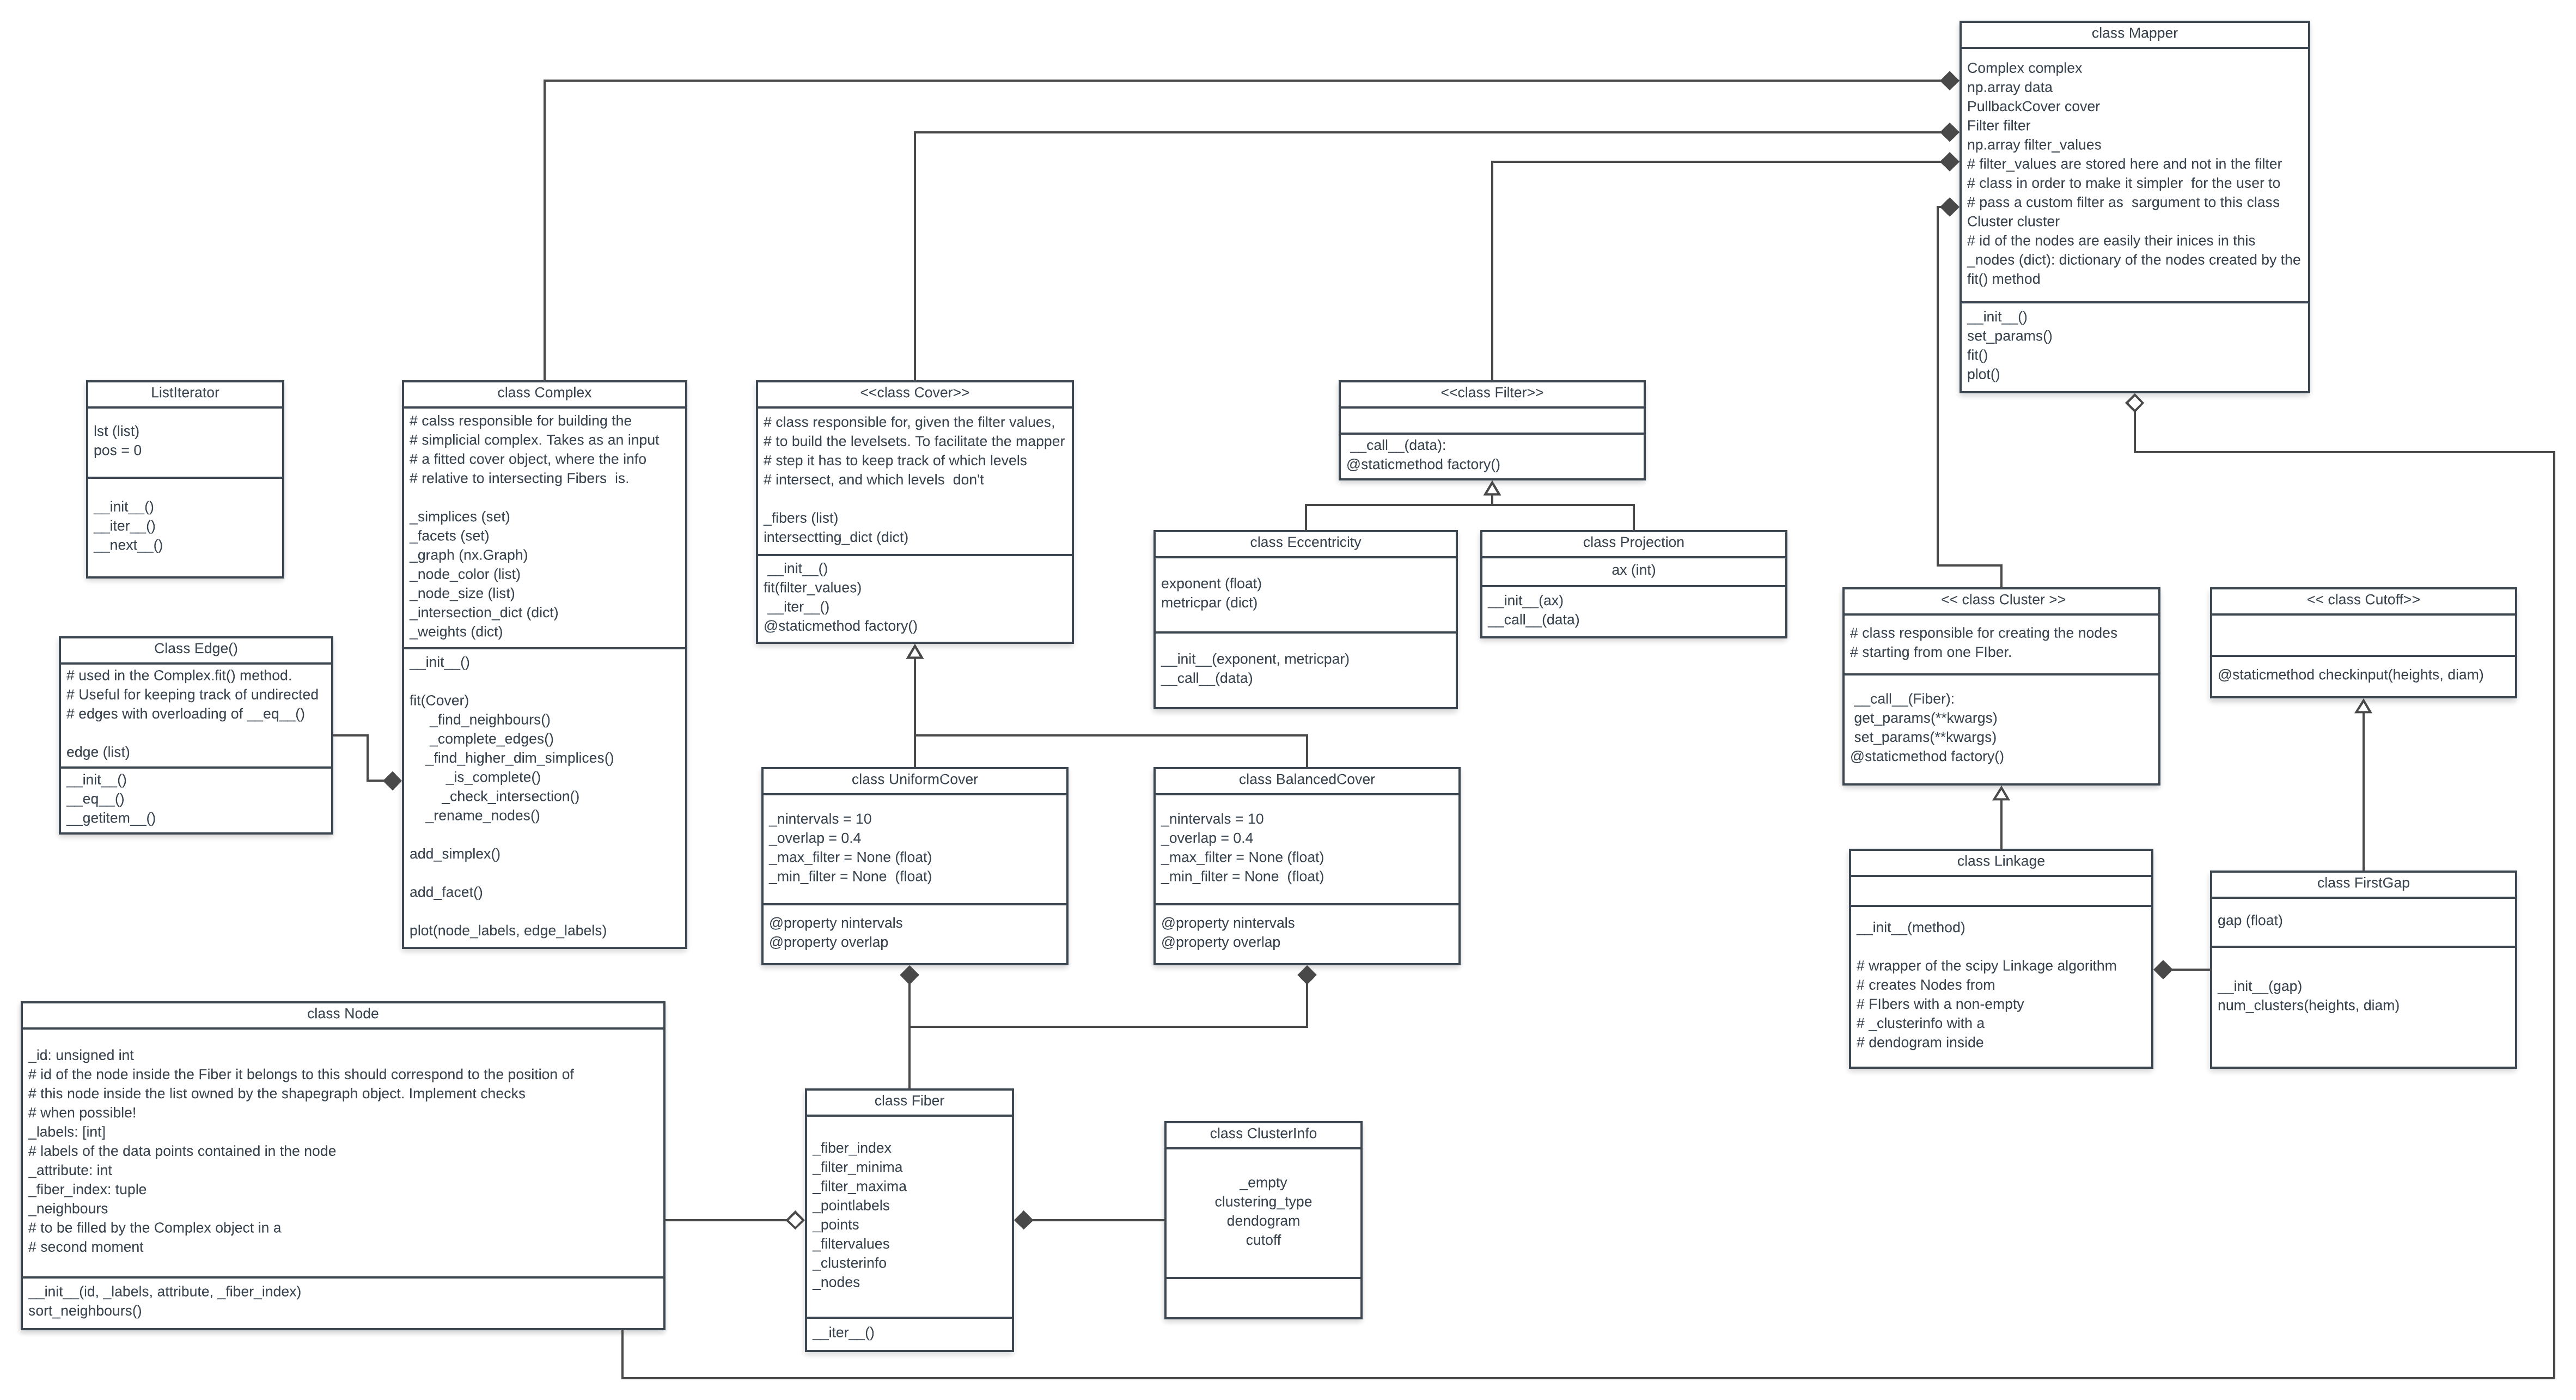 class Mapper
Complex complex
np.array data
PullbackCover cover
Filter filter
np.array filter_values
# filter_values are stored here and not in the filter
# class in order to make it simpler  for the user to
# pass a custom filter as  sargument to this class
Cluster cluster
# id of the nodes are easily their inices in this
_nodes (dict): dictionary of the nodes created by the
fit() method
__init__()
set_params()
fit()
plot()
ListIterator
lst (list)
pos = 0
__init__()
__iter__()
__next__()
class Complex
# calss responsible for building the
# simplicial complex. Takes as an input
# a fitted cover object, where the info
# relative to intersecting Fibers  is.
_simplices (set)
_facets (set)
_graph (nx.Graph)
_node_color (list)
_node_size (list)
_intersection_dict (dict)
_weights (dict)
__init__()
fit(Cover)
_find_neighbours()
_complete_edges()
_find_higher_dim_simplices()
_is_complete()
_check_intersection()
_rename_nodes()
add_simplex()
add_facet()
plot(node_labels, edge_labels)
<<class Cover>>
# class responsible for, given the filter values,
# to build the levelsets. To facilitate the mapper
# step it has to keep track of which levels
# intersect, and which levels  don't
_fibers (list)
intersectting_dict (dict)
__init__()
fit(filter_values)
__iter__()
@staticmethod factory()
<<class Filter>>
__call__(data):
@staticmethod factory()
class Eccentricity
exponent (float)
metricpar (dict)
__init__(exponent, metricpar)
__call__(data)
class Projection
ax (int)
__init__(ax)
__call__(data)
<< class Cluster >>
# class responsible for creating the nodes
# starting from one FIber.
__call__(Fiber):
get_params(**kwargs)
set_params(**kwargs)
@staticmethod factory()
<< class Cutoff>>
@staticmethod checkinput(heights, diam)
Class Edge()
# used in the Complex.fit() method.
# Useful for keeping track of undirected
# edges with overloading of __eq__()
edge (list)
__init__()
__eq__()
__getitem__()
class UniformCover
_nintervals = 10
_overlap = 0.4
_max_filter = None (float)
_min_filter = None  (float)
@property nintervals
@property overlap
class BalancedCover
_nintervals = 10
_overlap = 0.4
_max_filter = None (float)
_min_filter = None  (float)
@property nintervals
@property overlap
class Linkage
__init__(method)
# wrapper of the scipy Linkage algorithm
# creates Nodes from
# FIbers with a non-empty
# _clusterinfo with a
# dendogram inside
class FirstGap
gap (float)
__init__(gap)
num_clusters(heights, diam)
class Node
_id: unsigned int
# id of the node inside the Fiber it belongs to this should correspond to the position of
# this node inside the list owned by the shapegraph object. Implement checks
# when possible!
_labels: [int]
# labels of the data points contained in the node
_attribute: int
_fiber_index: tuple
_neighbours
# to be filled by the Complex object in a
# second moment
__init__(id, _labels, attribute, _fiber_index)
sort_neighbours()
class Fiber
_fiber_index
_filter_minima
_filter_maxima
_pointlabels
_points
_filtervalues
_clusterinfo
_nodes
__iter__()
class ClusterInfo
_empty
clustering_type
dendogram
cutoff